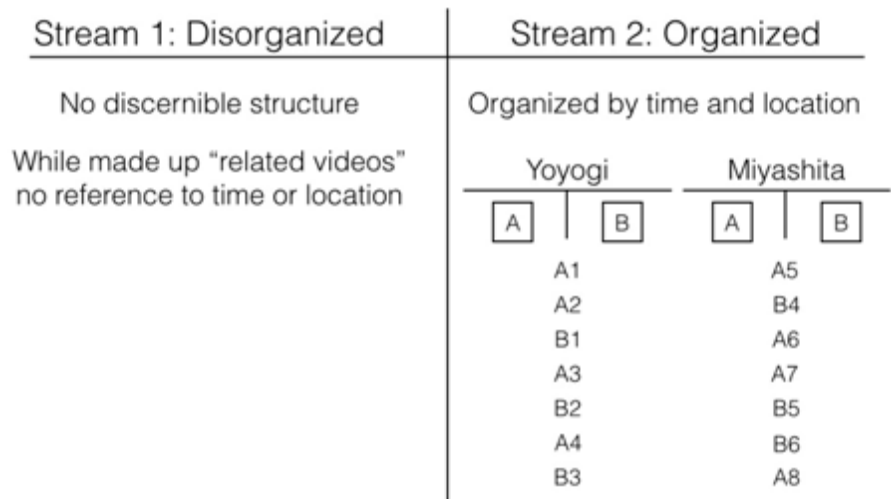 Stream 1: Disorganized
No discernible structure
While made up “related videos”
no reference to time or location
Stream 2: Organized
Organized by time and location
Yoyogi
A
B
A1
A2
B1
A3
B2
A4
B3
Miyashita
A
B
A5
B4
A6
A7
B5
B6
A8